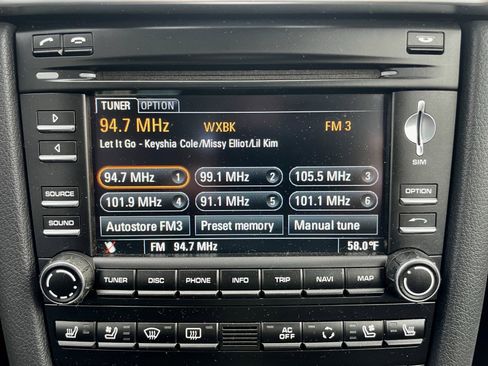 TUNER OPTION
94.7 MHz WXBK FM 3
Let It Go - Keyshia Cole/Missy Elliot/Lil Kim
94.7 MHz 1 99.1 MHz 2 105.5 MHz 3
101.9 MHz 4 91.1 MHz 5 101.1 MHz 6
Autostore FM3 Preset memory Manual tune
FM 94.7 MHz 58.0°F
SIM
SOURCE
OPTION
SOUND
TUNER DISC PHONE INFO TRIP NAVI MAP
AC
OFF